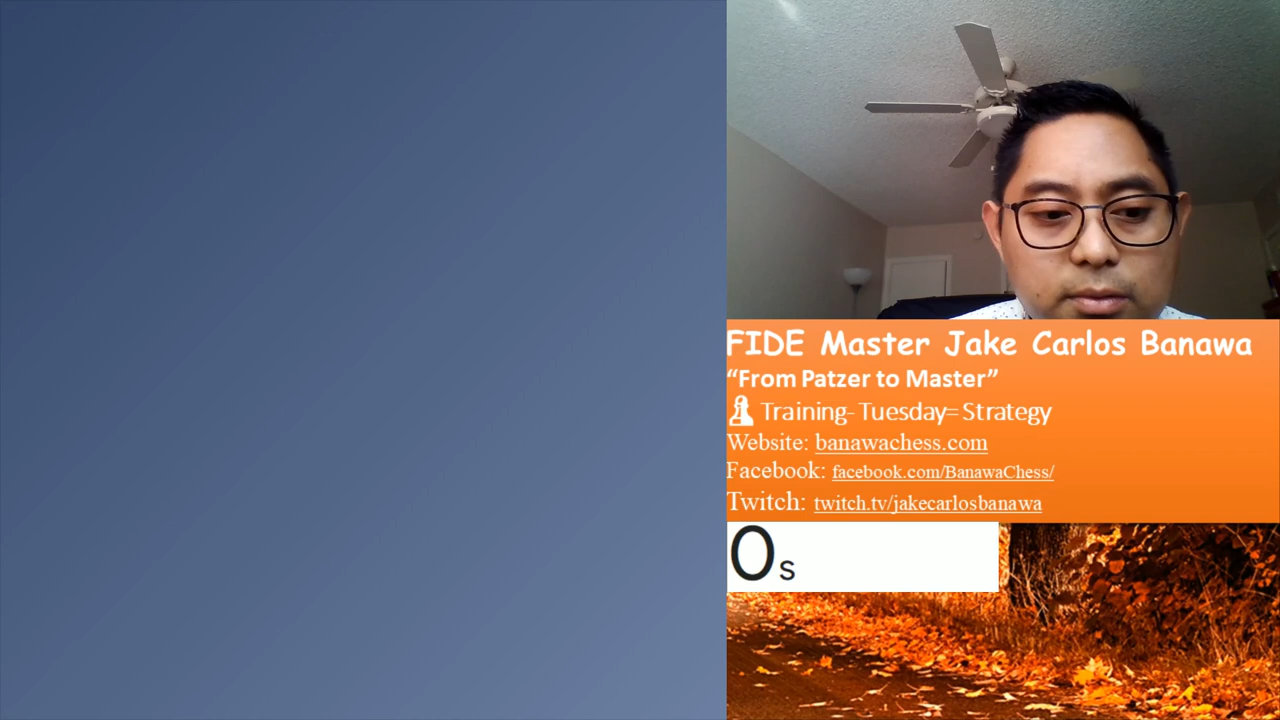 FIDE Master Jake Carlos Banawa
“From Patzer to Master”
Training- Tuesday= Strategy
Website: banawachess.com
Facebook: facebook.com/BanawaChess/
Twitch: twitch.tv/jakecarlosbanawa
0s